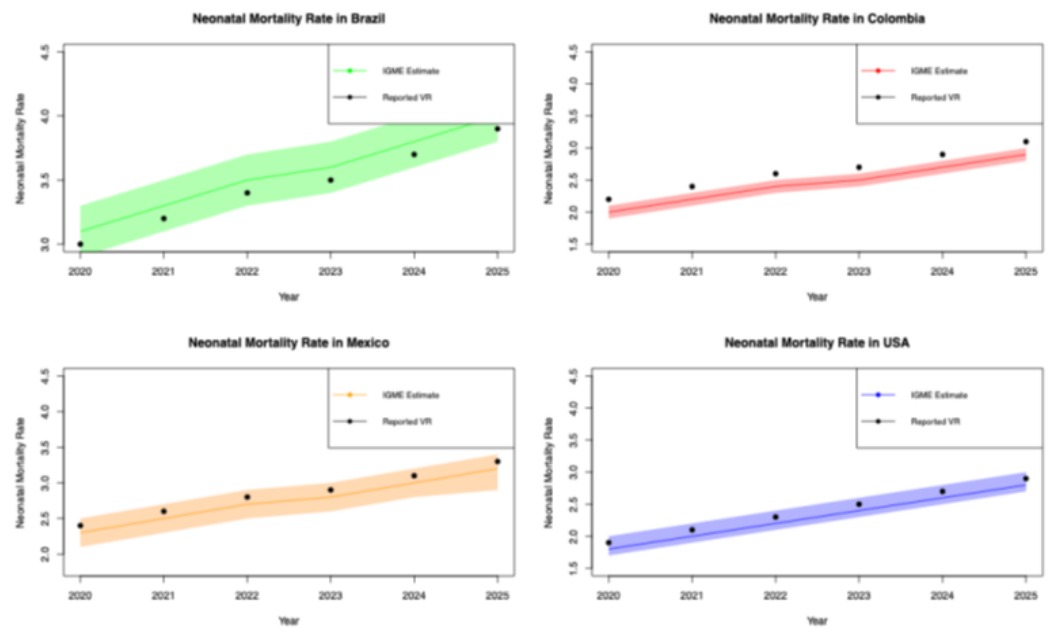 Neonatal Mortality Rate in Brazil
Neonatal Mortality Rate
4.5
4.0
3.5
3.0
IGME Estimate
Reported VR
2020 2021 2022 2023 2024 2025
Year
Neonatal Mortality Rate in Colombia
Neonatal Mortality Rate
4.5
4.0
3.5
3.0
2.5
2.0
1.5
IGME Estimate
Reported VR
2020 2021 2022 2023 2024 2025
Year
Neonatal Mortality Rate in Mexico
Neonatal Mortality Rate
4.5
4.0
3.5
3.0
2.5
2.0
IGME Estimate
Reported VR
2020 2021 2022 2023 2024 2025
Year
Neonatal Mortality Rate in USA
Neonatal Mortality Rate
4.5
4.0
3.5
3.0
2.5
2.0
1.5
IGME Estimate
Reported VR
2020 2021 2022 2023 2024 2025
Year